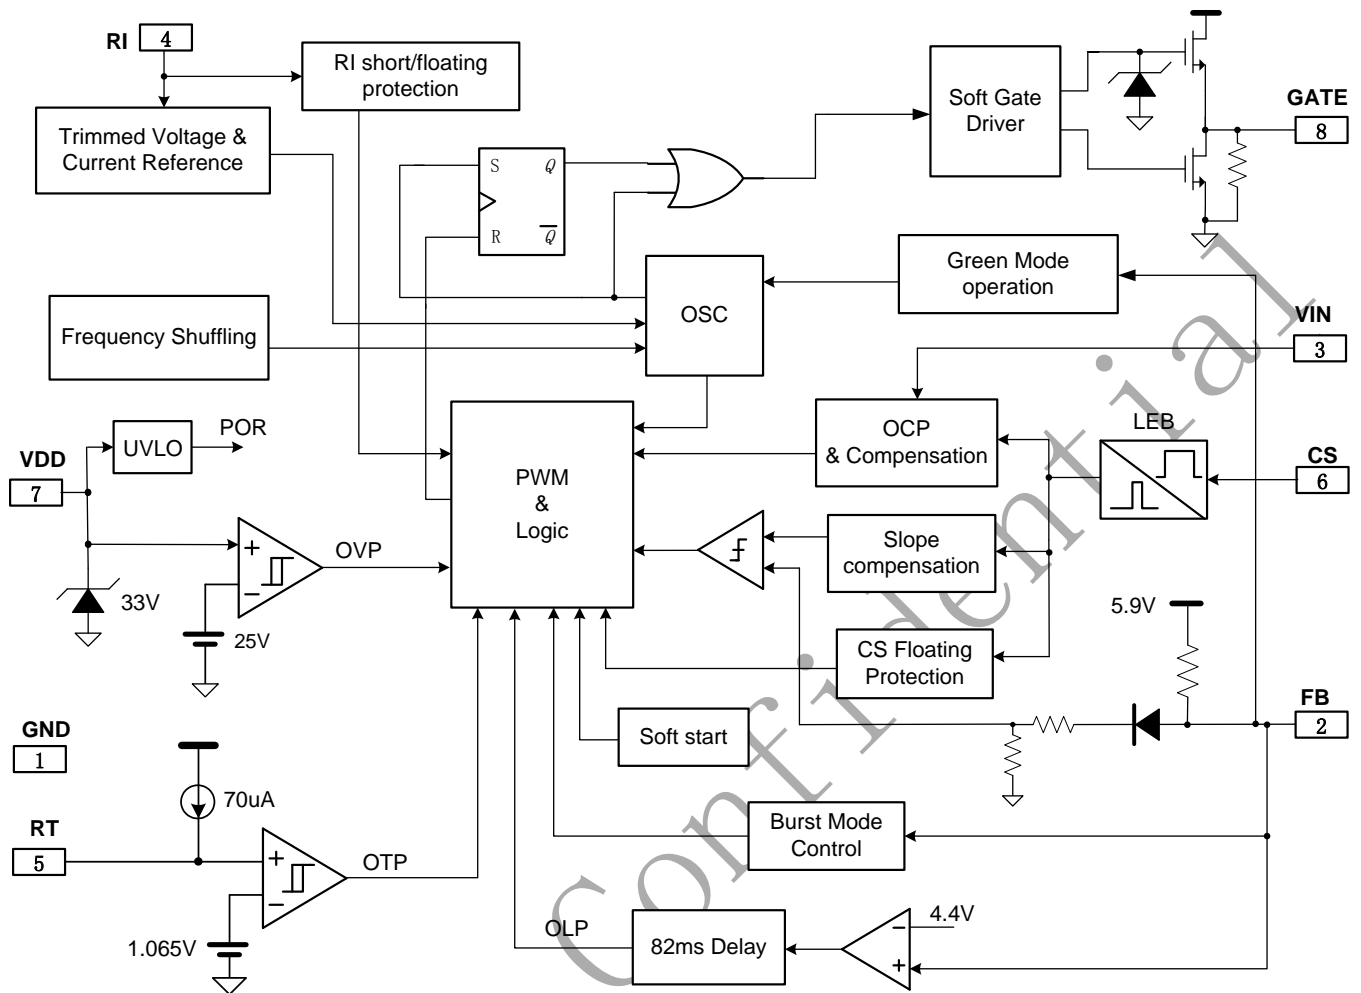 RI
4
RI short/floating
protection
Trimmed Voltage &
Current Reference
S Q
R Q
Soft Gate
Driver
GATE
8
Green Mode
operation
OSC
Frequency Shuffling
VIN
3
UVLO
POR
VDD
7
PWM
&
Logic
OCP
& Compensation
LEB
CS
6
Slope
compensation
+
−
OVP
33V
25V
5.9V
CS Floating
Protection
FB
2
GND
1
Soft start
70uA
RT
5
+
−
OTP
1.065V
Burst Mode
Control
OLP
82ms Delay
4.4V
−
+
Confidential